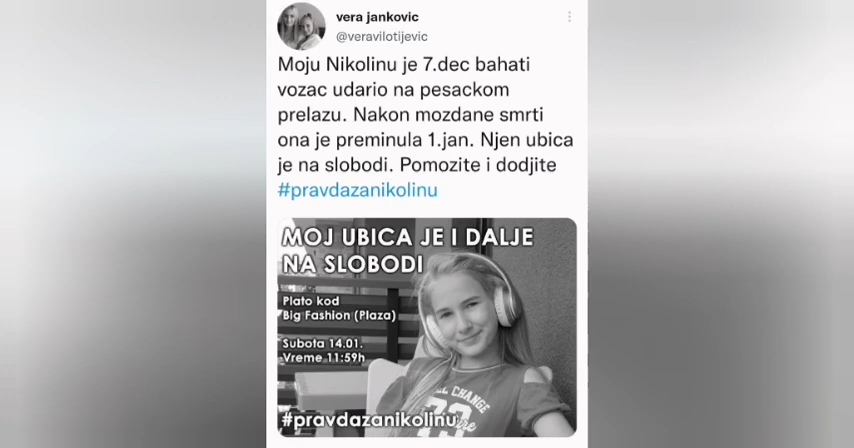 vera jankovic
@veravilotijevic
Moju Nikolinu je 7.dec bahati
vozac udario na pesackom
prelazu. Nakon mozdane smrti
ona je preminula 1.jan. Njen ubica
je na slobodi. Pomozite i dodjite
#pravdazanikolinu
MOJ UBICA JE I DALJE
NA SLOBODI
Plato kod
Big Fashion (Plaza)
Subota 14.01.
Vreme 11:59h
CHANGE
73
#pravdazanikolinu